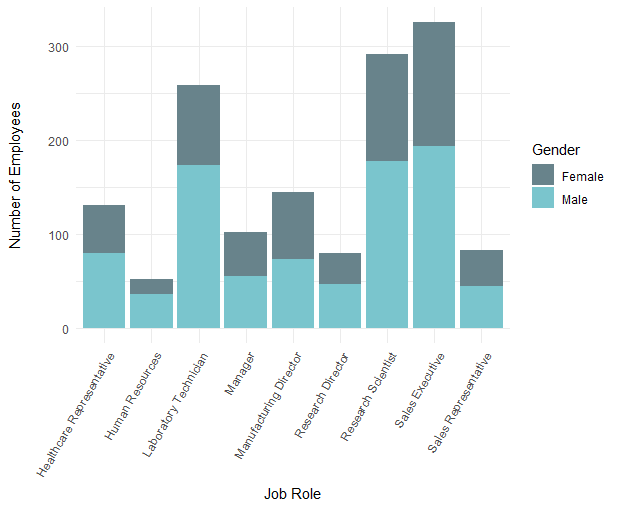 Number of Employees
300
200
100
0
Healthcare Representative
Human Resources
Laboratory Technician
Manager
Manufacturing Director
Research Director
Research Scientist
Sales Executive
Sales Representative
Job Role
Gender
Female
Male